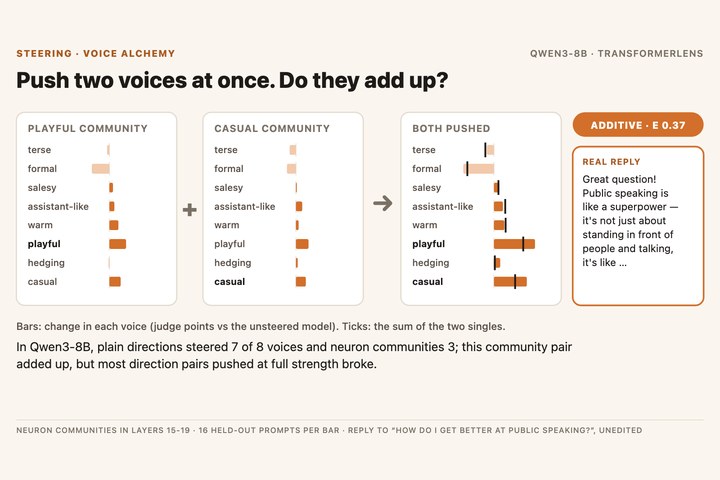 STEERING · VOICE ALCHEMY
QWEN3-8B · TRANSFORMERLENS
Push two voices at once. Do they add up?
PLAYFUL COMMUNITY
terse
formal
salesy
assistant-like
warm
playful
hedging
casual
+
CASUAL COMMUNITY
terse
formal
salesy
assistant-like
warm
playful
hedging
casual
→
BOTH PUSHED
terse
formal
salesy
assistant-like
warm
playful
hedging
casual
ADDITIVE · E 0.37
REAL REPLY
Great question!
Public speaking is
like a superpower —
it's not just about
standing in front of
people and talking,
it's like ...
Bars: change in each voice (judge points vs the unsteered model). Ticks: the sum of the two singles.
In Qwen3-8B, plain directions steered 7 of 8 voices and neuron communities 3; this community pair
added up, but most direction pairs pushed at full strength broke.
NEURON COMMUNITIES IN LAYERS 15-19 · 16 HELD-OUT PROMPTS PER BAR · REPLY TO "HOW DO I GET BETTER AT PUBLIC SPEAKING?", UNEDITED